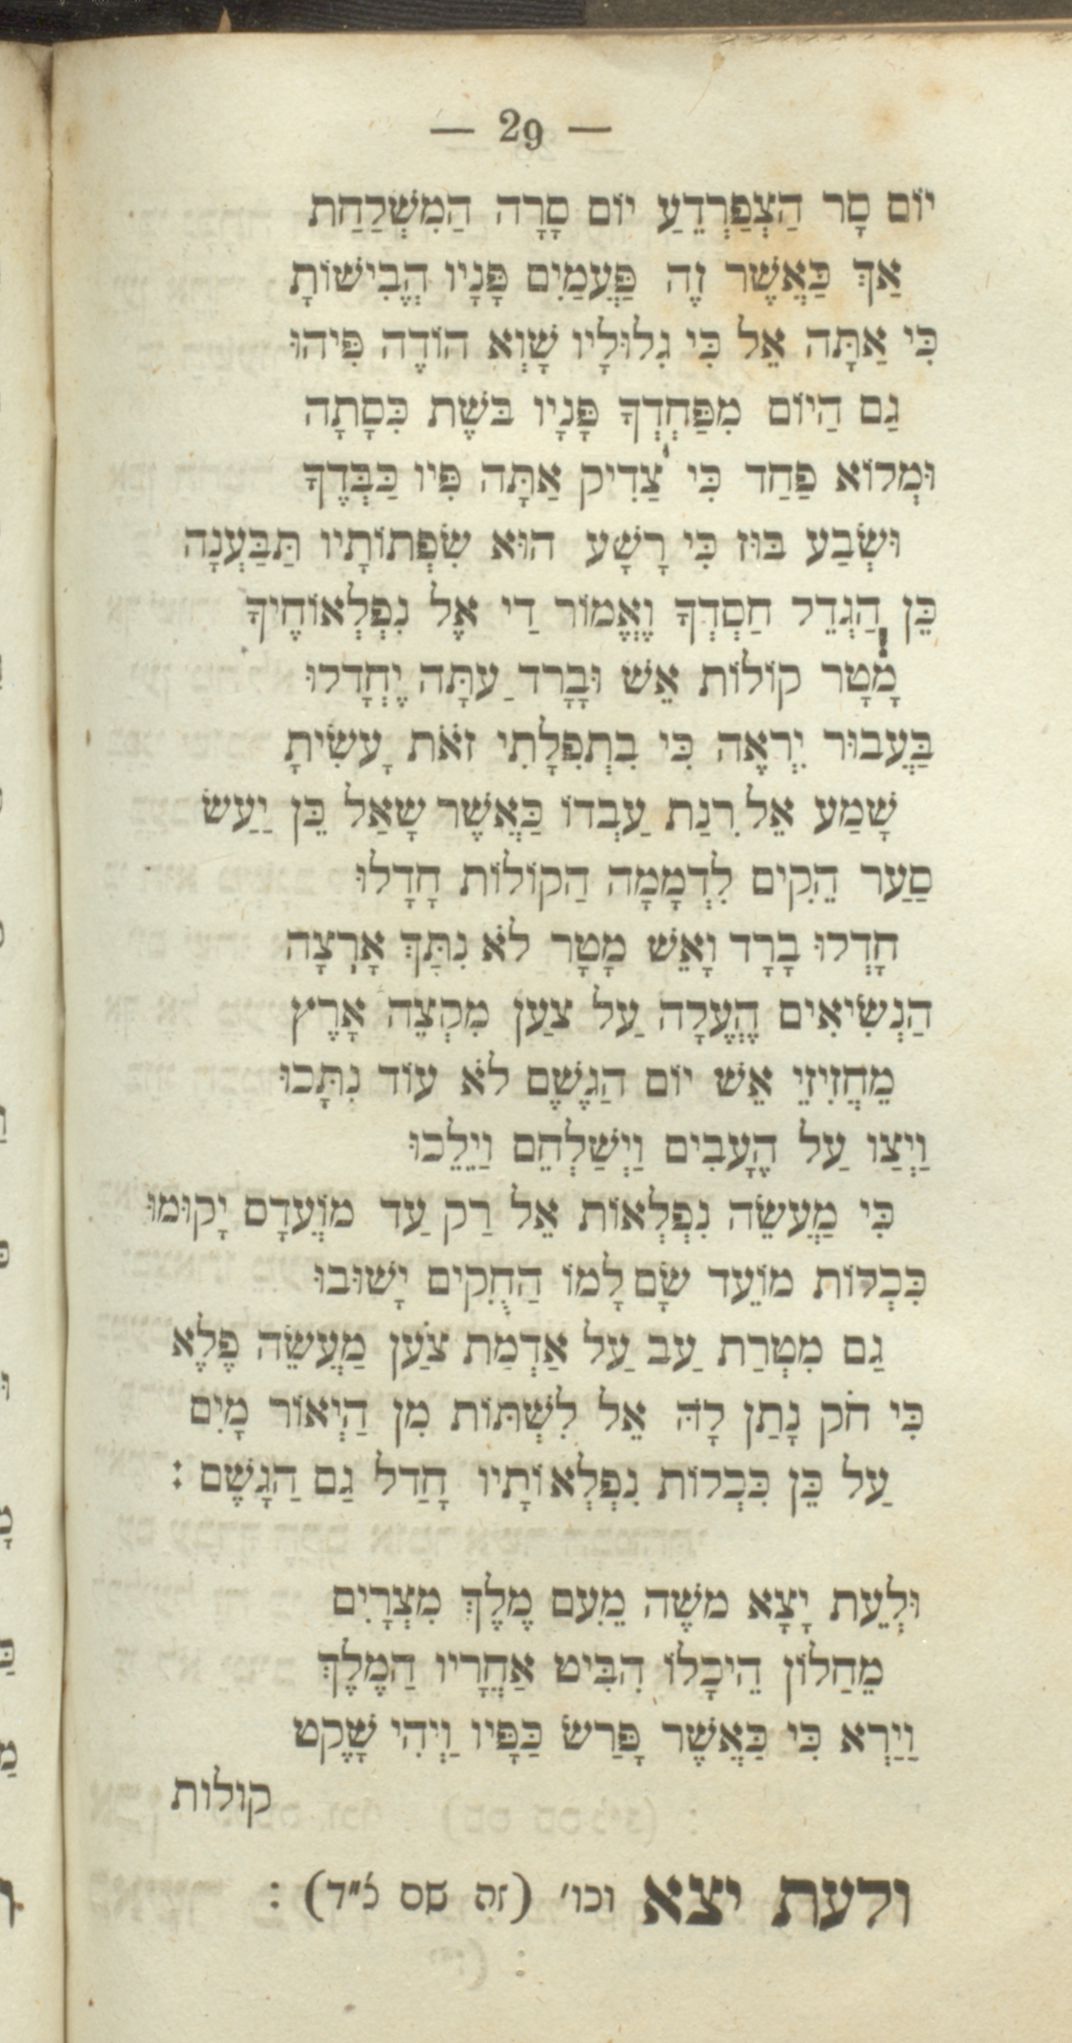 — 29 —
יוֹם סָר הַצְפַרְדֵעַ יוֹם סָרָה הַמִשְׁלַחַת
אַךְ כַּאֲשֶׁר זֶה פַּעֲמַיִם פָּנָיו הֱבִישׁוֹתָ
כִּי אַתָּה אֵל כִּי גִלוּלָיו שָׁוְא הוֹדֶה פִּיהוּ
גַם הַיוֹם מִפַּחְדְךָ פָּנָיו בּשֶׁת כִּסָתָה
וּמְלוֹא פַחַד כִּי צַדִיק אַתָּה פִּיו כַּבְּדֶךָ
וּשְׂבַע בּוּז כִּי רָשָׁע הוּא שִׂפְתוֹתָיו תַּבַּעְנָה
כֵּן הַגְדֵל חַסְדְךָ וֶאֱמוֹר דַי אֶל נִפְלְאוֹתֶיךָ
מָטָר קוֹלוֹת אֵשׁ וּבָרָד עַתָּה יֶחְדָלוּ
בַּעֲבוּר יִרְאֶה כִּי בִתְפִלָתִי זֹאת עָשִׂיתָ
שָׁמַע אֵל רִנַת עַבְדוֹ כַּאֲשֶׁר שָׁאַל כֵּן יַעַשׂ
סַעַר הֵקִים לִדְמָמָה הַקוֹלוֹת חָדָלוּ
חָדְלוּ בָרָד וָאֵשׁ מָטָר לֹא נִתַּךְ אָרְצָה
הַנְשִׂיאִים הֶעֱלָה עַל צֹעַן מִקְצֵה אָרֶץ
מֵחֲזִיזֵי אֵשׁ יוֹם הַגֶשֶׁם לֹא עוֹד נִתָּכוּ
וַיְצַו עַל הֶעָבִים וַיְשַׁלְחֵם וַיֵלֵכוּ
כִּי מַעֲשֵׂה נִפְלְאוֹת אֵל רַק עַד מוֹעֲדָם יָקוּמוּ
כִּכְלוֹת מוֹעֵד שָׂם לָמוֹ הַחֻקִים יָשׁוּבוּ
גַם מִטְרַת עַב עַל אַדְמַת צֹעַן מַעֲשֵׂה פֶלֶא
כִּי חֹק נָתַן לָהּ אֵל לִשְׁתּוֹת מִן הַיְאוֹר מָיִם
עַל כֵּן כִּכְלוֹת נִפְלְאוֹתָיו חָדַל גַם הַגָשֶׁם :
וּלְעֵת יָצָא משֶׁה מֵעִם מֶלֶךְ מִצְרָיִם
מֵחַלוֹן הֵיכָלוֹ הִבִּיט אַחֲרָיו הַמֶלֶךְ
וַיַרְא כִּי כַּאֲשֶׁר פָּרַשׂ כַּפָּיו וַיְהִי שָׁקֶט
קולות
ולעת יצא וכו׳ (זה שם כ״ד) :